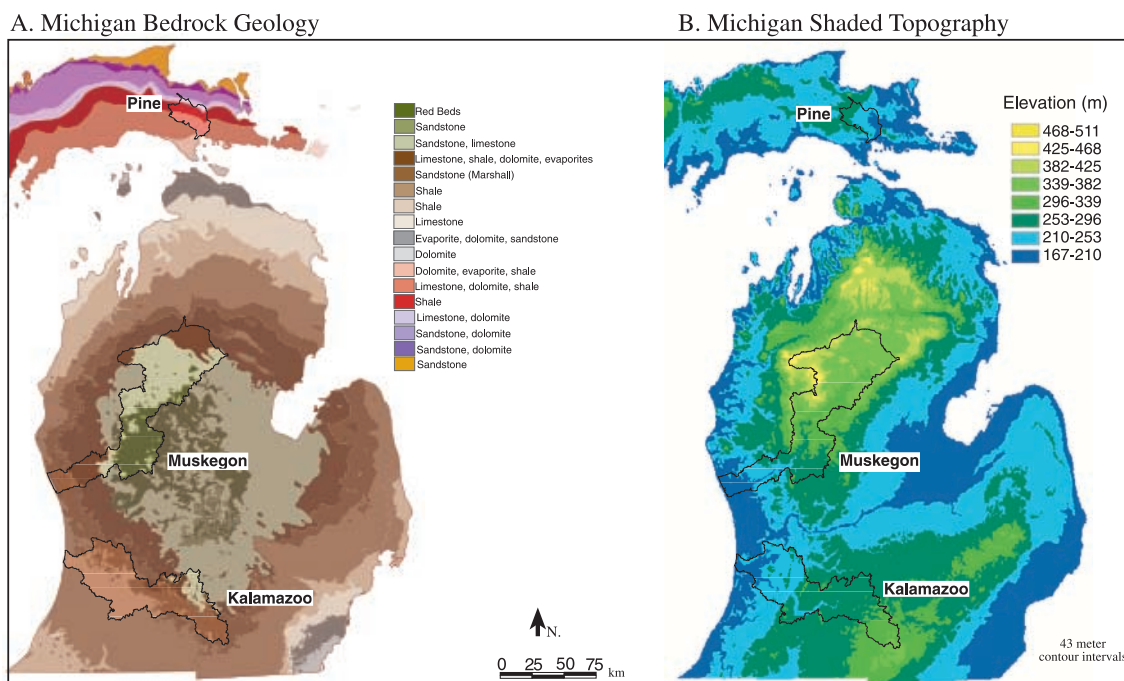 A. Michigan Bedrock Geology
B. Michigan Shaded Topography
Pine
Red Beds
Sandstone
Sandstone, limestone
Limestone, shale, dolomite, evaporites
Sandstone (Marshall)
Shale
Shale
Limestone
Evaporite, dolomite, sandstone
Dolomite
Dolomite, evaporite, shale
Limestone, dolomite, shale
Shale
Limestone, dolomite
Sandstone, dolomite
Sandstone, dolomite
Sandstone
Muskegon
Kalamazoo
N.
0 25 50 75 km
Pine
Elevation (m)
468-511
425-468
382-425
339-382
296-339
253-296
210-253
167-210
Muskegon
Kalamazoo
43 meter
contour intervals